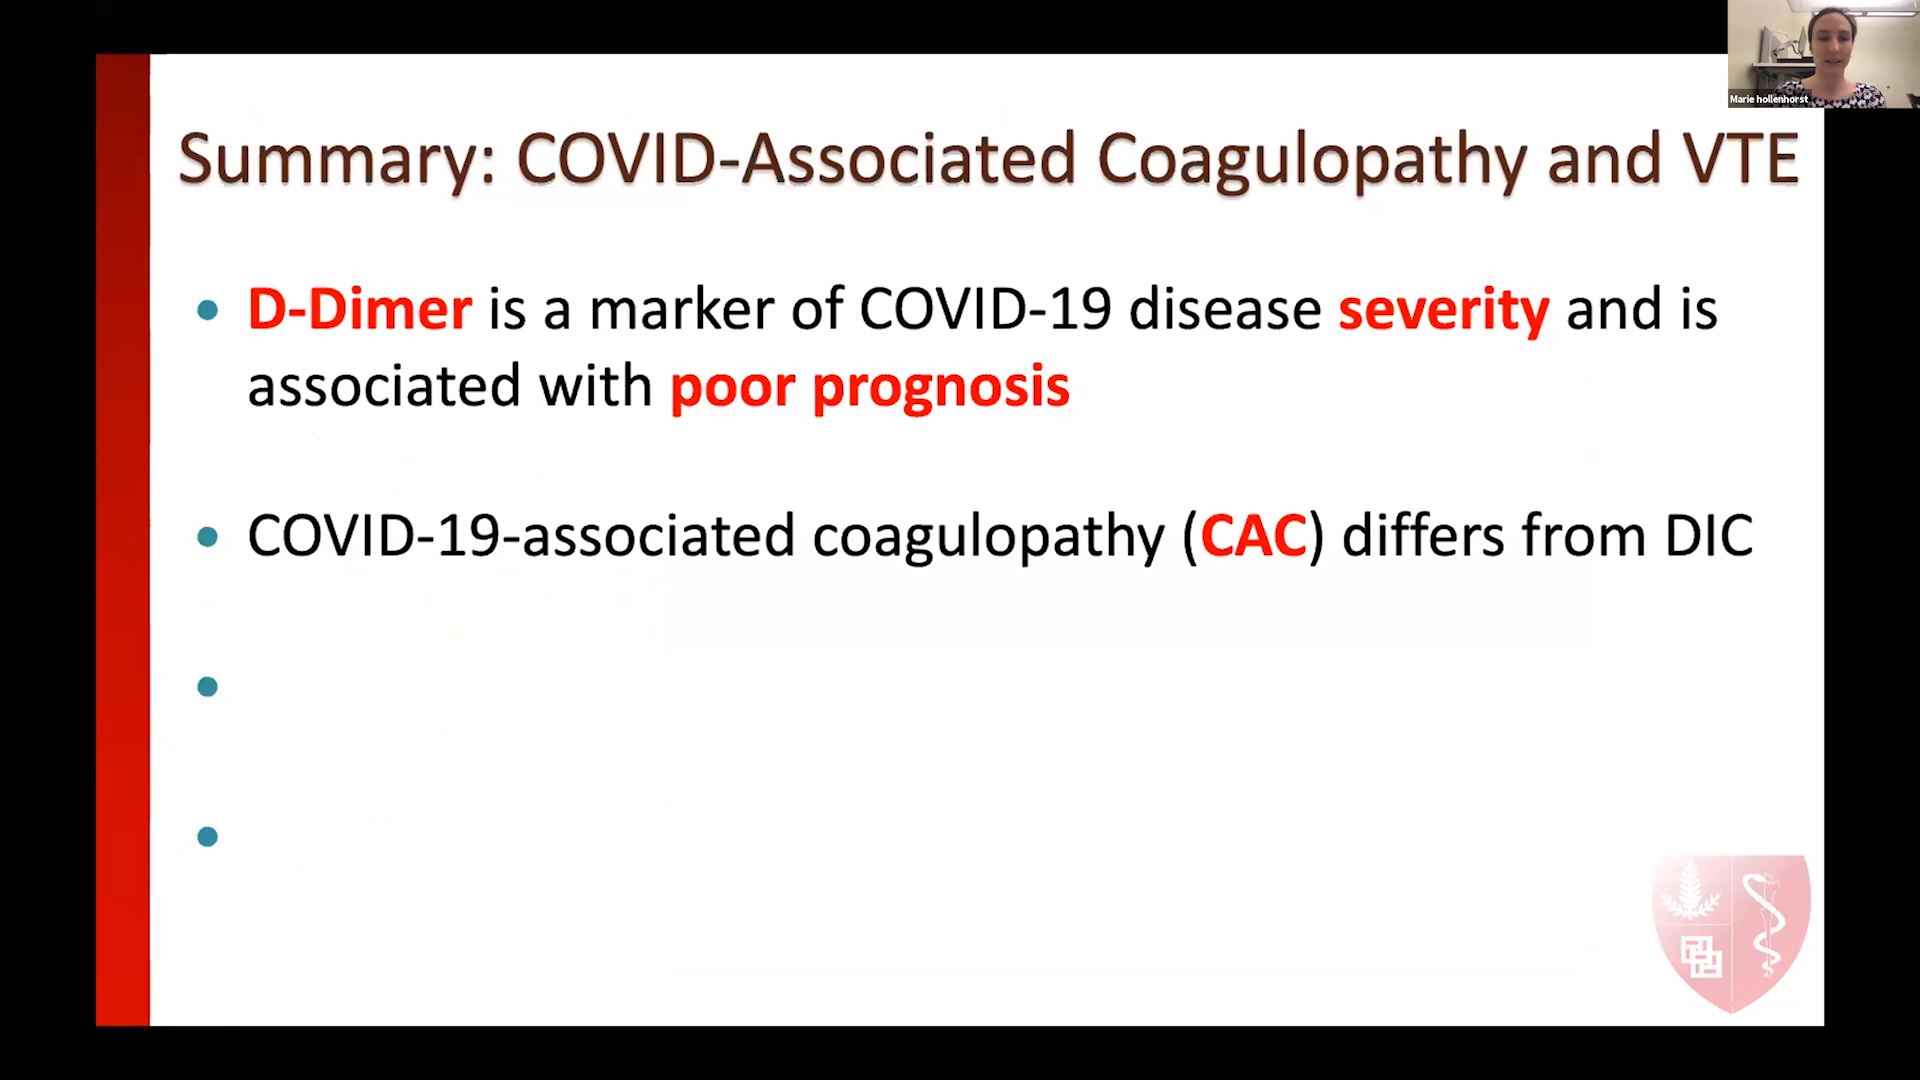 Marie hollenhorst
Summary: COVID-Associated Coagulopathy and VTE
D-Dimer is a marker of COVID-19 disease severity and is
associated with poor prognosis
COVID-19-associated coagulopathy (CAC) differs from DIC